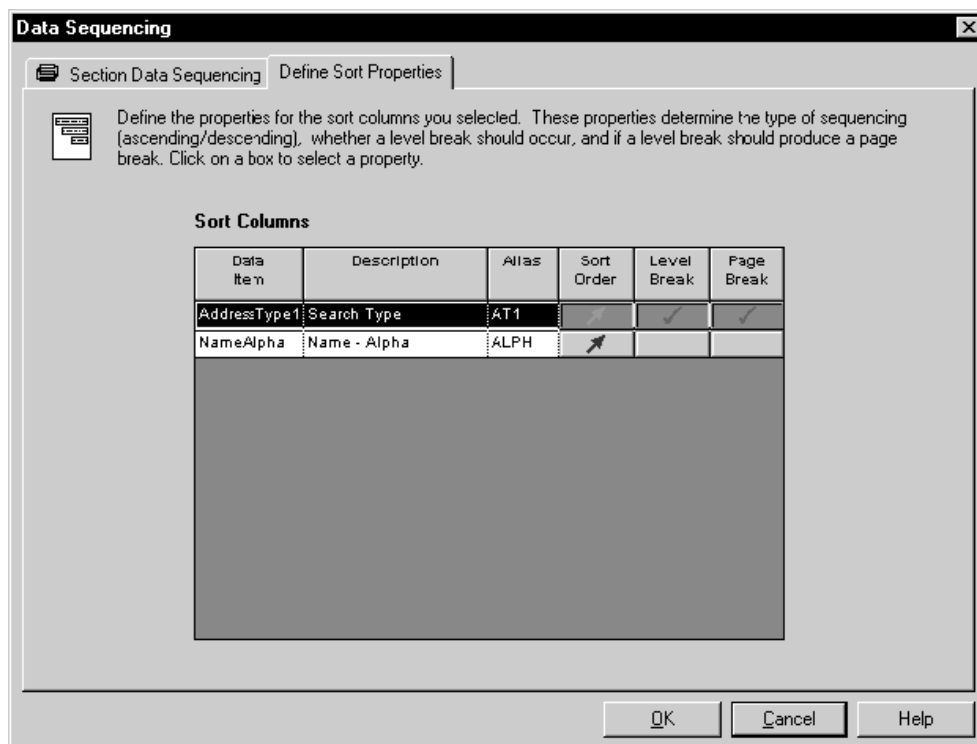 Data Sequencing
Section Data Sequencing
Define Sort Properties
Define the properties for the sort columns you selected. These properties determine the type of sequencing
(ascending/descending), whether a level break should occur, and if a level break should produce a page
break. Click on a box to select a property.
Sort Columns
Data Item
Description
Alias
Sort Order
Level Break
Page Break
AddressType1 Search Type AT1
NameAlpha Name - Alpha ALPH
OK Cancel Help